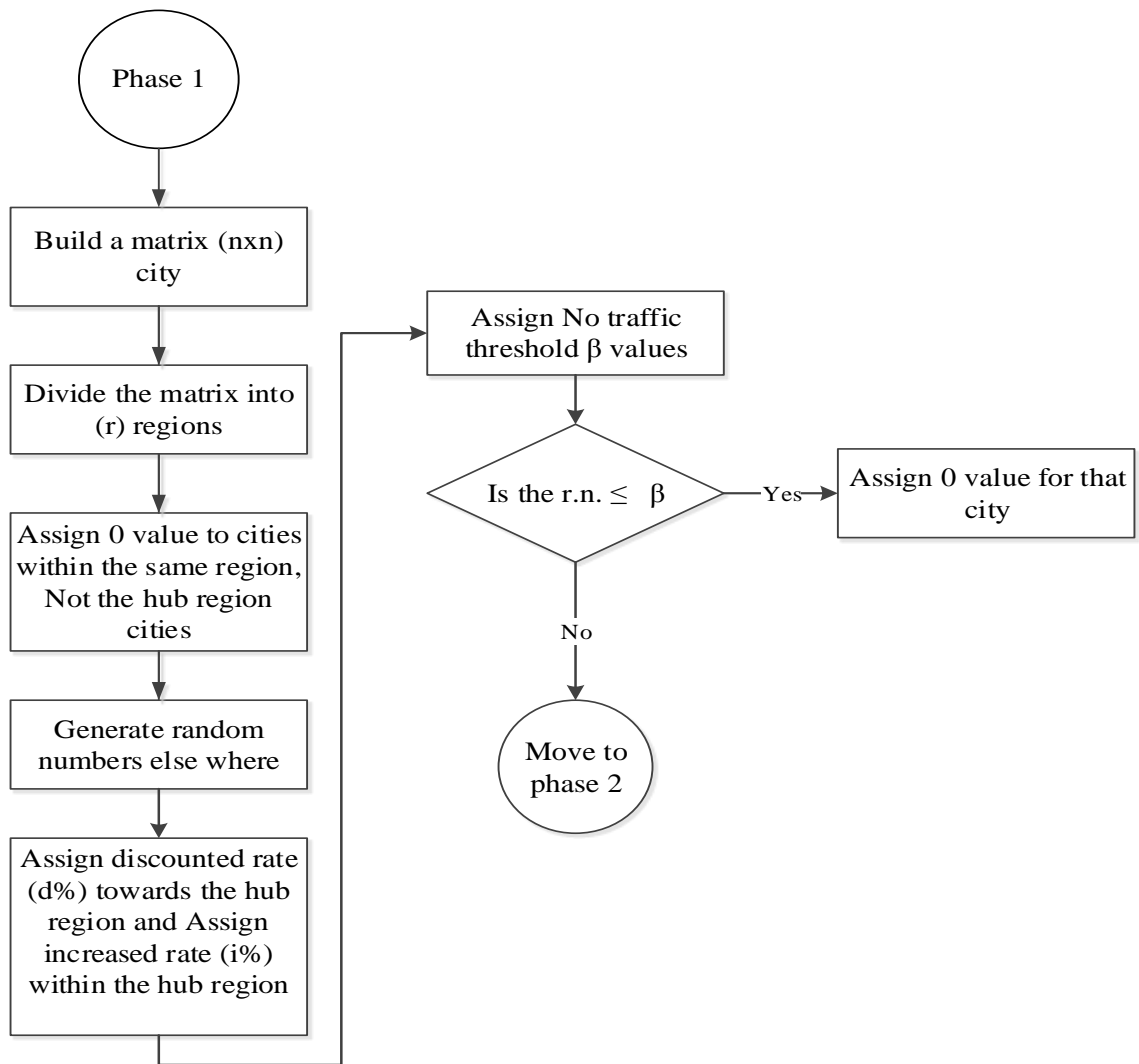 Phase 1
Build a matrix (nxn)
city
Divide the matrix into
(r) regions
Assign 0 value to cities
within the same region,
Not the hub region
cities
Generate random
numbers else where
Assign discounted rate
(d%) towards the hub
region and Assign
increased rate (i%)
within the hub region
Assign No traffic
threshold β values
Is the r.n. ≤ β
Yes
Assign 0 value for that
city
No
Move to
phase 2